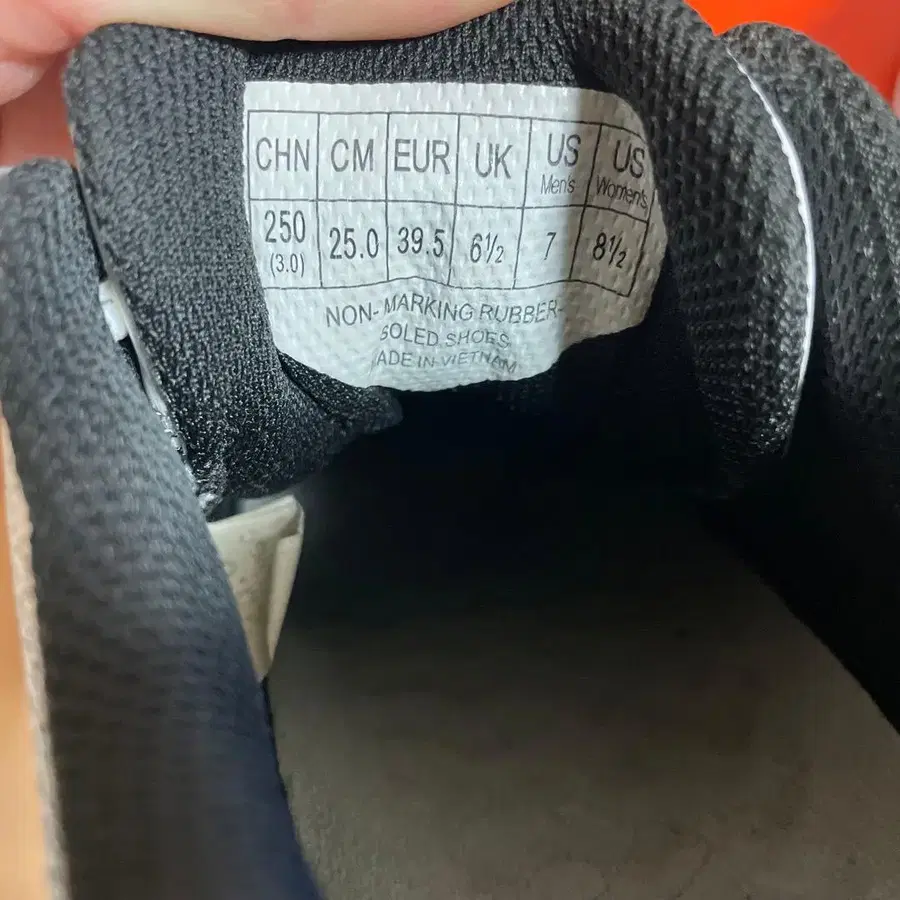 CHN CM EUR UK US Men's US Women's
250 (3.0) 25.0 39.5 6½ 7 8½
NON-MARKING RUBBER-
SOLED SHOES
MADE IN VIETNAM